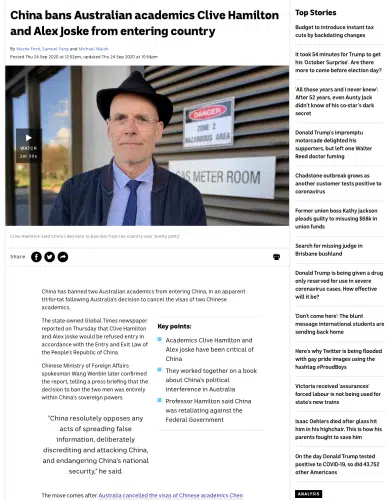 China bans Australian academics Clive Hamilton
and Alex Joske from entering country
By
Posted Thu 24 Sep 2020 at 12:52pm, updated Thu 24 Sep 2020 at
WATCH
DANGER
ZONE 2
HAZARDOUS AREA
GAS METER ROOM
Clive Hamilton said China's decision to ban him from the country was "pretty petty"
Share
China has banned two Australian academics from entering China, in an apparent
tit-for-tat following Australia's decision to cancel the visas of two Chinese
academics.
The state-owned Global Times newspaper
reported on Thursday that Clive Hamilton
and Alex Joske would be refused entry in
accordance with the Entry and Exit Law of
the People's Republic of China.
Chinese Ministry of Foreign Affairs
spokesman Wang Wenbin later confirmed
the report, telling a press briefing that the
decision to ban the two men was entirely
within China's sovereign powers.
"China resolutely opposes any
acts of spreading false
information, deliberately
discrediting and attacking China,
and endangering China's national
security," he said.
The move comes after Australia cancelled the visas of Chinese academics Chen
Key points:
Academics Clive Hamilton and
Alex Joske have been critical of
China
They worked together on a book
about China's political
interference in Australia
Professor Hamilton said China
was retaliating against the
Federal Government
Top Stories
Budget to introduce instant tax
cuts by backdating changes
It took 54 minutes for Trump to get
his 'October Surprise'. Are there
more to come before election day?
'All those years and I never knew':
After 52 years, even Aunty Jack
didn't know of his co-star's dark
secret
Donald Trump's impromptu
motorcade delighted his
supporters, but left one Walter
Reed doctor fuming
Chadstone outbreak grows as
another customer tests positive to
coronavirus
Former union boss Kathy Jackson
pleads guilty to misusing $68k in
union funds
Search for missing judge in
Brisbane bushland
Donald Trump is being given a drug
only reserved for use in severe
coronavirus cases. How effective
will it be?
'Don't come here': The blunt
message international students are
sending back home
Here's why Twitter is being flooded
with gay pride images using the
hashtag #ProudBoys
Victoria received 'assurances'
forced labour is not being used for
state's new trains
Isaac Oehlers died after glass hit
him in his highchair. This is how his
parents fought to save him
On the day Donald Trump tested
positive to COVID-19, so did 43,752
other Americans
ANALYSIS